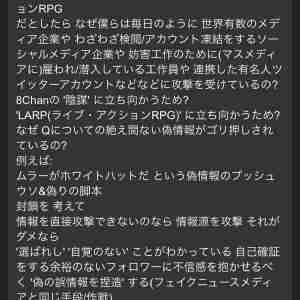 ョンRPG
だとしたら なぜ僕らは毎日のように 世界有数のメデ
ィア企業や わざわざ検閲/アカウント凍結をするソー
シャルメディア企業や 妨害工作のために(マスメディ
アに)雇われ/潜入している工作員や 連携した有名人ツ
イッターアカウントなどなどに攻撃を受けているの?
8Chanの '陰謀' に立ち向かうため?
'LARP(ライブ・アクションRPG)' に立ち向かうため?
なぜ Qについての絶え間ない偽情報がゴリ押しされ
ているの?
例えば:
ムラーがホワイトハットだ という偽情報のプッシュ
ウソ&偽りの脚本
封鎖を 考えて
情報を直接攻撃できないのなら 情報源を攻撃 それが
ダメなら
'選ばれし' '自覚のない' ことがわかっている 自己確証
をする余裕のないフォロワーに不信感を抱かせるべ
く '偽の誤情報を捏造' する(フェイクニュースメディ
アと同じ手段/作戦)